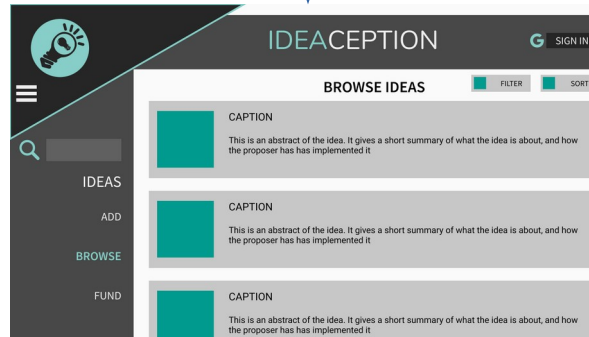 IDEACEPTION
G SIGN IN
BROWSE IDEAS
FILTER
SORT
IDEAS
ADD
BROWSE
FUND
CAPTION
This is an abstract of the idea. It gives a short summary of what the idea is about, and how
the proposer has has implemented it
CAPTION
This is an abstract of the idea. It gives a short summary of what the idea is about, and how
the proposer has has implemented it
CAPTION
This is an abstract of the idea. It gives a short summary of what the idea is about, and how
the proposer has has implemented it